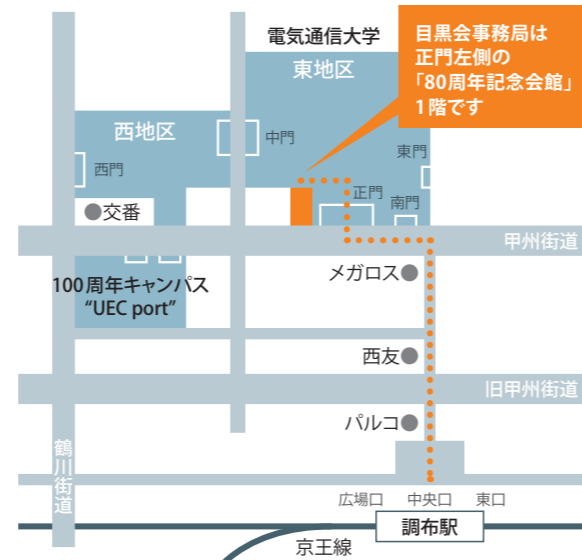 電気通信大学
東地区
目黒会事務局は
正門左側の
「80周年記念会館」
1階です
西地区
中門
東門
西門
正門
南門
交番
甲州街道
メガロス
100周年キャンパス
“UEC port”
西友
旧甲州街道
パルコ
鶴川街道
広場口 中央口 東口
調布駅
京王線